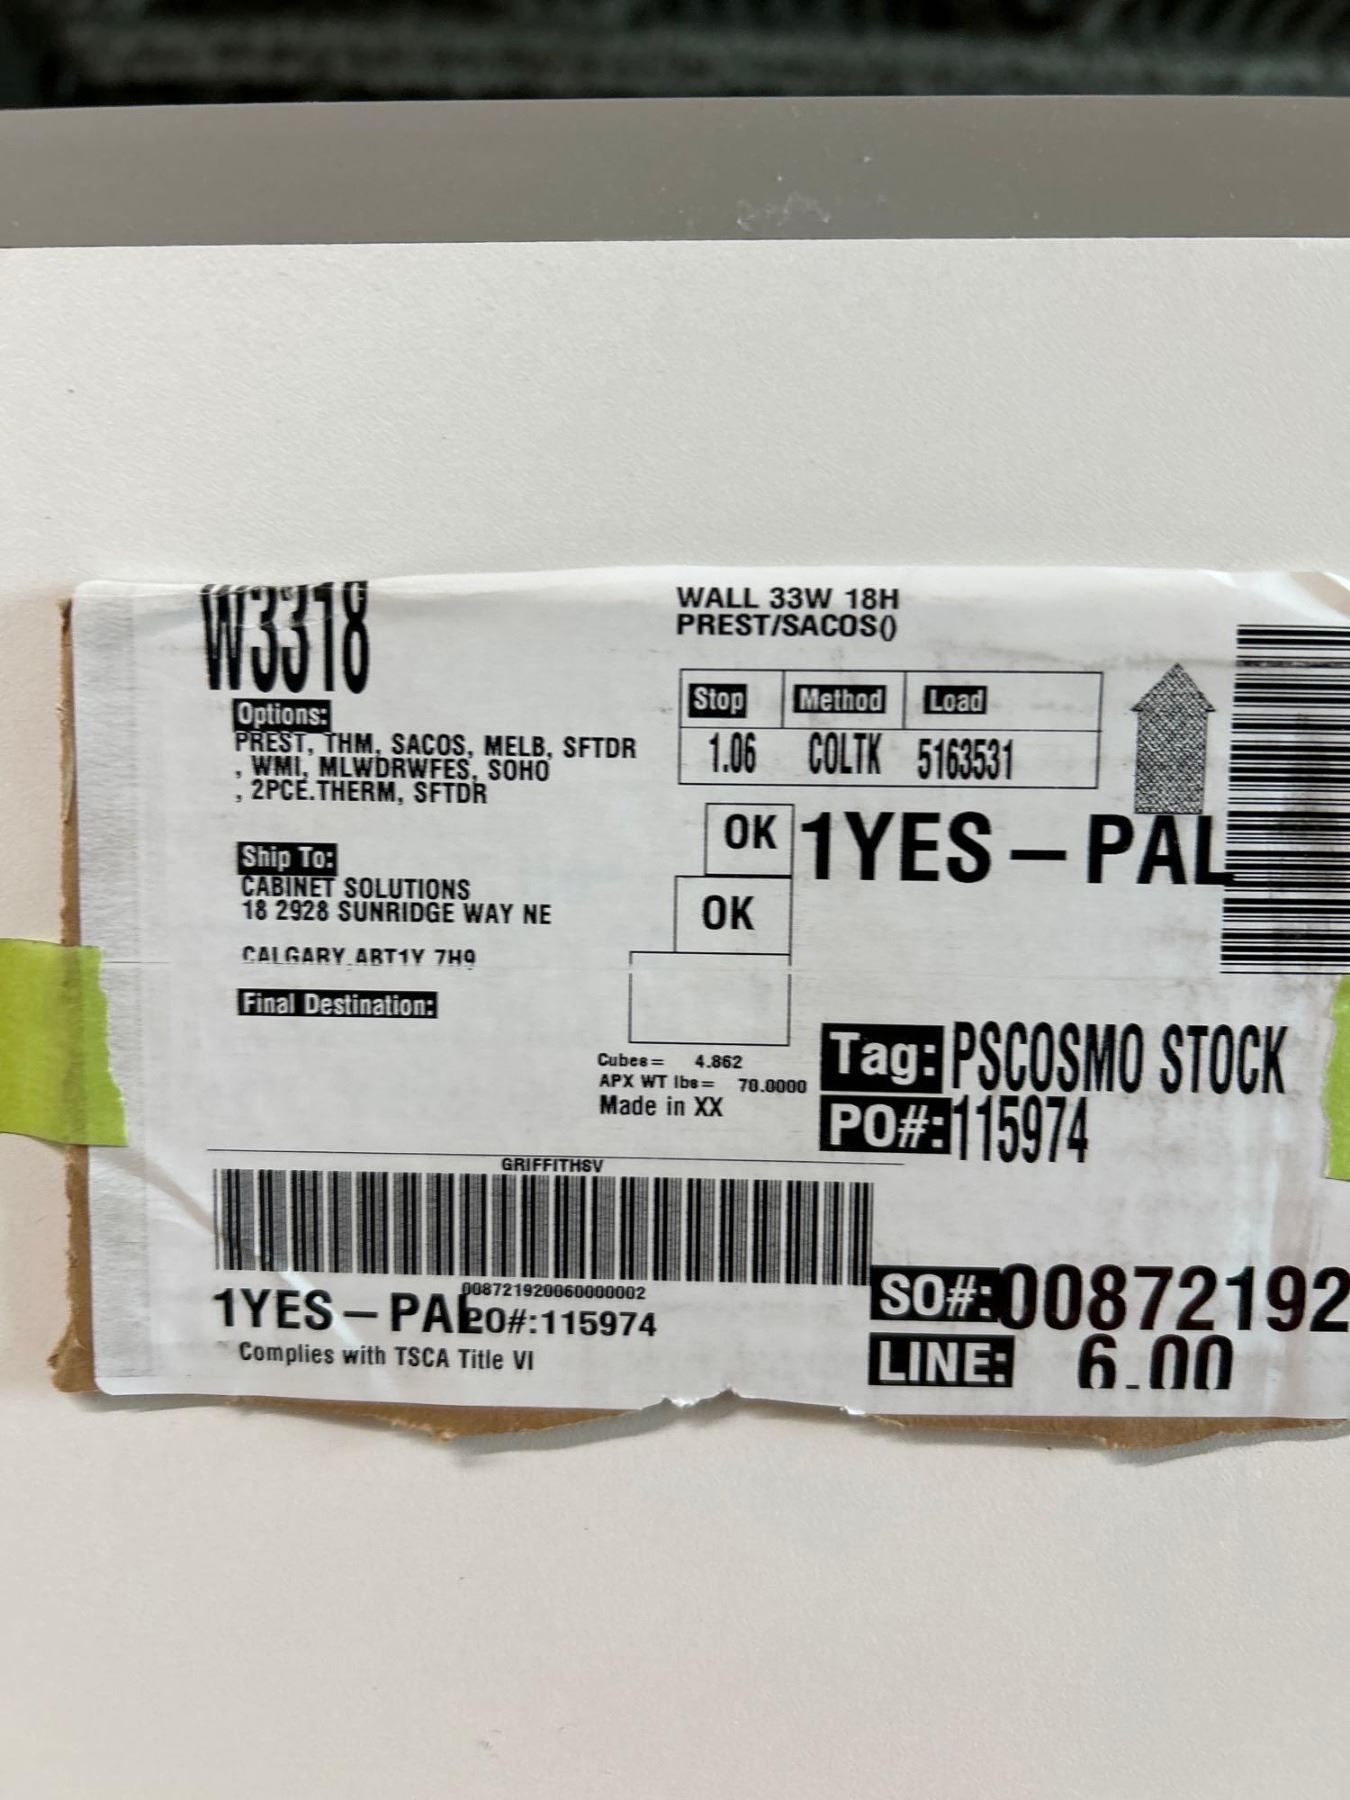 W3318
WALL 33W 18H
PREST/SACOS()
Options:
PREST, THM, SACOS, MELB, SFTDR
, WMI, MLWDRWFES, SOHO
, 2PCE.THERM, SFTDR
Stop Method Load
1.06 COLTK 5163531
OK 1YES-PAL
OK
Ship To:
CABINET SOLUTIONS
18 2928 SUNRIDGE WAY NE
CALGARY ABT1Y 7H9
Final Destination:
Cubes= 4.862
APX WT lbs= 70.0000
Made in XX
Tag: PSCOSMO STOCK
PO#: 115974
GRIFFITHSV
008721920060000002
1YES-PAL PO#:115974
Complies with TSCA Title VI
SO#: 00872192
LINE: 6.00